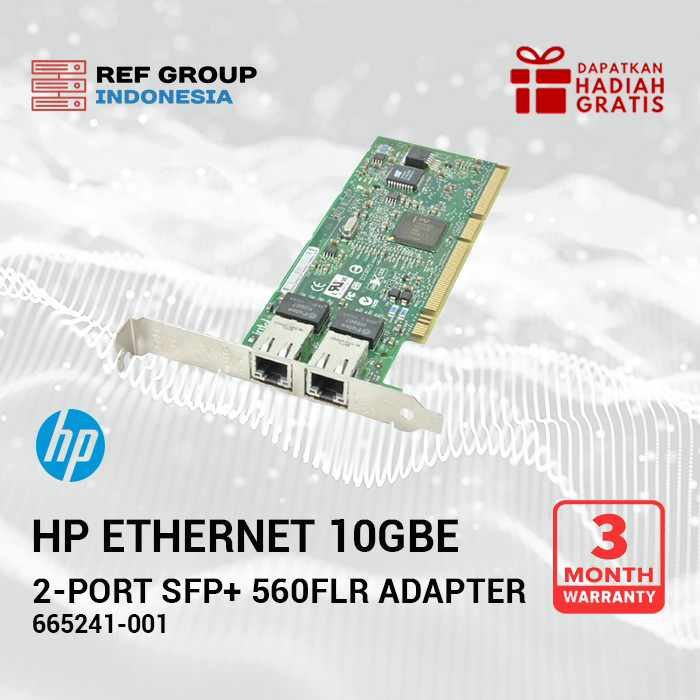 REF GROUP
INDONESIA
DAPATKAN
HADIAH
GRATIS
hp
HP ETHERNET 10GBE
2-PORT SFP+ 560FLR ADAPTER
665241-001
3
MONTH
WARRANTY